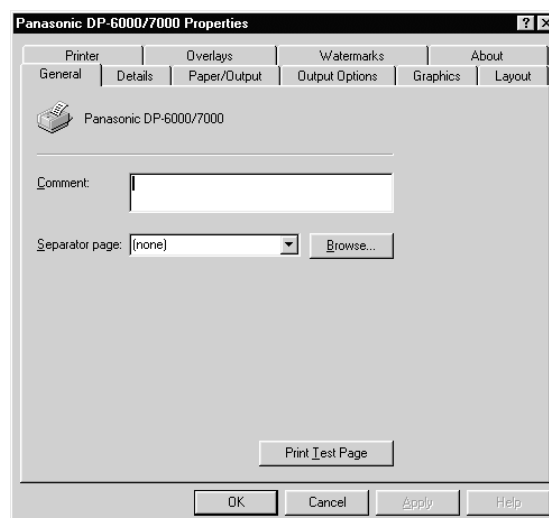 Panasonic DP-6000/7000 Properties
Printer Overlays Watermarks About
General Details Paper/Output Output Options Graphics Layout
Panasonic DP-6000/7000
Comment:
Separator page: (none) Browse...
Print Test Page
OK Cancel Apply Help